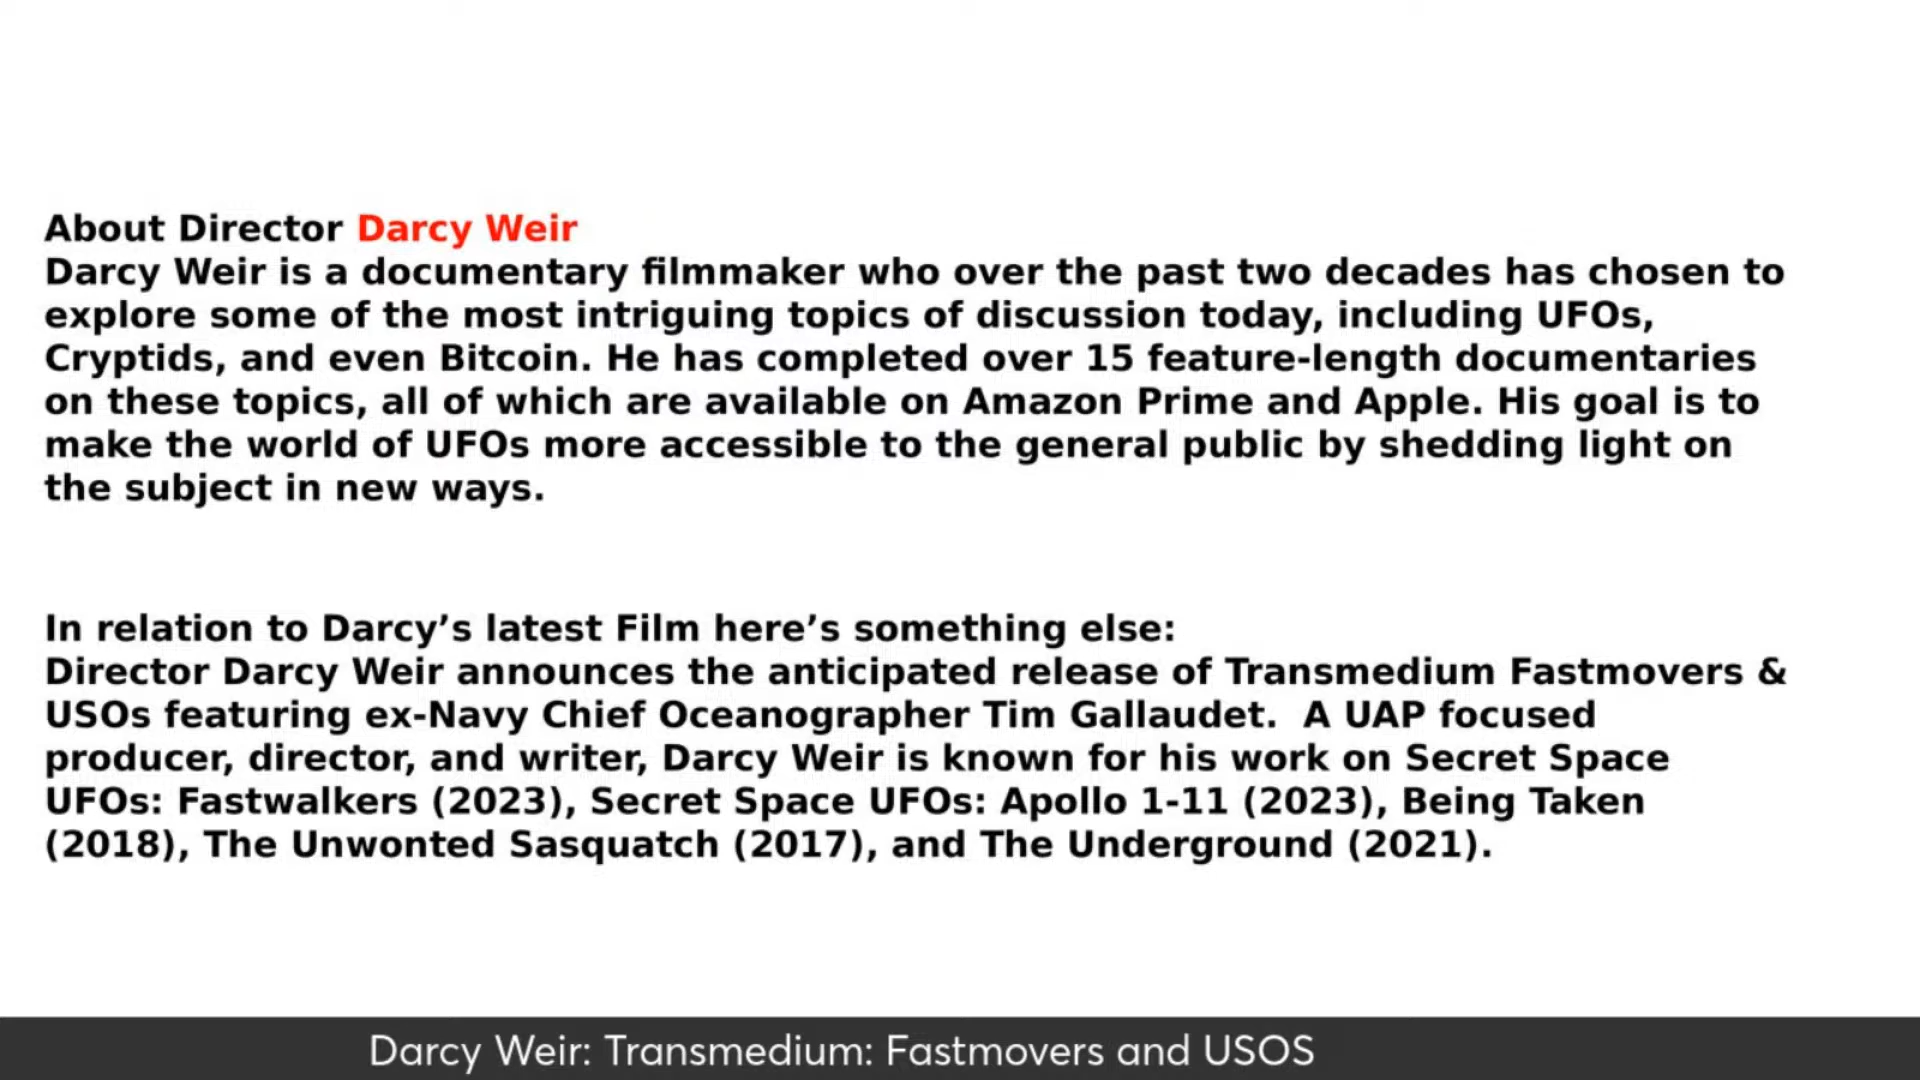 About Director Darcy Weir
Darcy Weir is a documentary filmmaker who over the past two decades has chosen to
explore some of the most intriguing topics of discussion today, including UFOs,
Cryptids, and even Bitcoin. He has completed over 15 feature-length documentaries
on these topics, all of which are available on Amazon Prime and Apple. His goal is to
make the world of UFOs more accessible to the general public by shedding light on
the subject in new ways.
In relation to Darcy’s latest Film here’s something else:
Director Darcy Weir announces the anticipated release of Transmedium Fastmovers &
USOs featuring ex-Navy Chief Oceanographer Tim Gallaudet.  A UAP focused
producer, director, and writer, Darcy Weir is known for his work on Secret Space
UFOs: Fastwalkers (2023), Secret Space UFOs: Apollo 1-11 (2023), Being Taken
(2018), The Unwonted Sasquatch (2017), and The Underground (2021).
Darcy Weir: Transmedium: Fastmovers and USOS